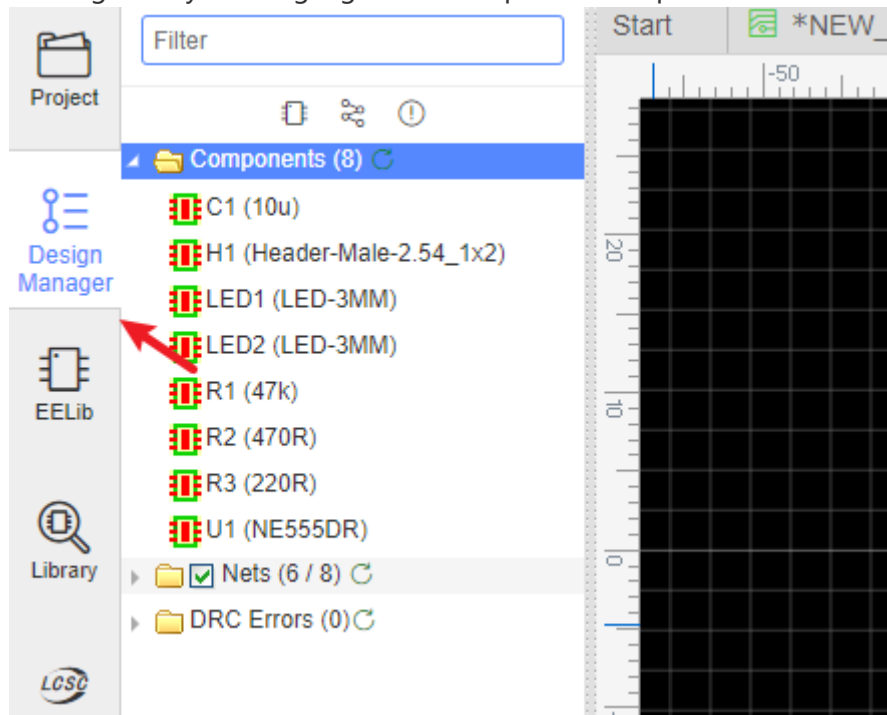 Project
Design
Manager
EELib
Library
LCSC
Filter
Components (8)
C1 (10u)
H1 (Header-Male-2.54_1x2)
LED1 (LED-3MM)
LED2 (LED-3MM)
R1 (47k)
R2 (470R)
R3 (220R)
U1 (NE555DR)
Nets (6 / 8)
DRC Errors (0)
Start
*NEW_
-50
20
10
0